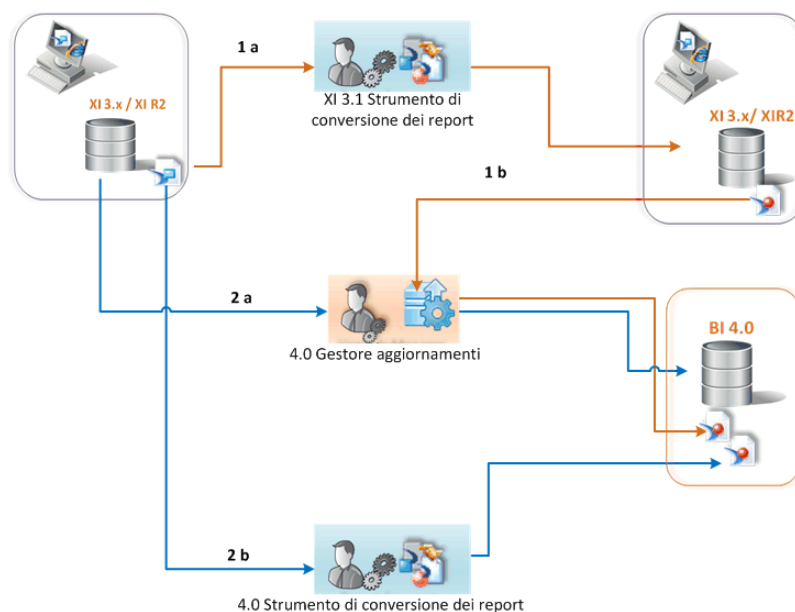 1 a
XI 3.x / XI R2
XI 3.1 Strumento di
conversione dei report
XI 3.x/ XIR2
1 b
2 a
4.0 Gestore aggiornamenti
BI 4.0
2 b
4.0 Strumento di conversione dei report